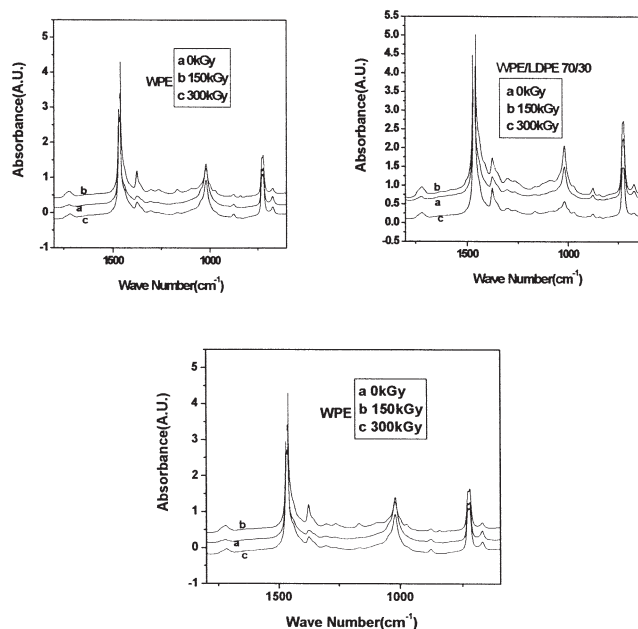 Absorbance(A.U.)
5
4
3
2
1
0
-1
WPE
a 0kGy
b 150kGy
c 300kGy
b
a
c
1500
1000
Wave Number(cm-1)
Absorbance(A.U.)
5.5
5.0
4.5
4.0
3.5
3.0
2.5
2.0
1.5
1.0
0.5
0.0
-0.5
WPE/LDPE 70/30
a 0kGy
b 150kGy
c 300kGy
b
a
c
1500
1000
Wave Number(cm-1)
Absorbance(A.U.)
5
4
3
2
1
0
-1
WPE
a 0kGy
b 150kGy
c 300kGy
b
a
c
1500
1000
Wave Number(cm-1)